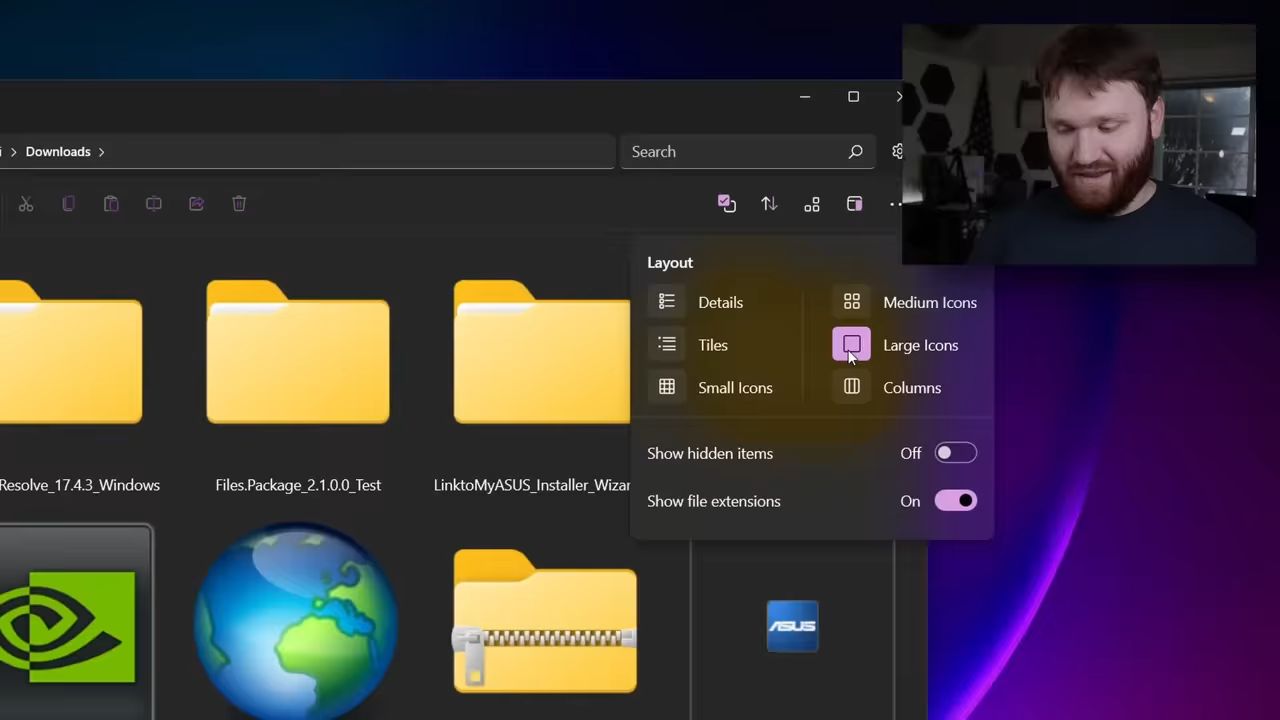 i > Downloads >
Search
Layout
Details
Medium Icons
Tiles
Large Icons
Small Icons
Columns
Show hidden items
Off
Show file extensions
On
Resolve_17.4.3_Windows
Files.Package_2.1.0.0_Test
LinktoMyASUS_Installer_Wizar
ASUS